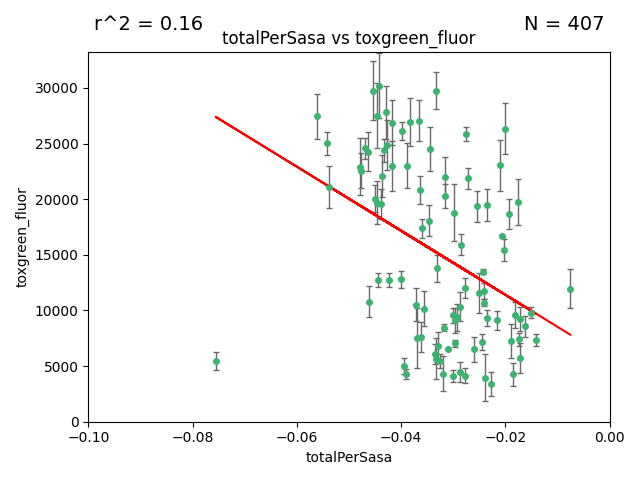 r^2 = 0.16 N = 407
totalPerSasa vs toxgreen_fluor
30000
25000
20000
15000
10000
5000
0
toxgreen_fluor
−0.10 −0.08 −0.06 −0.04 −0.02 0.00
totalPerSasa